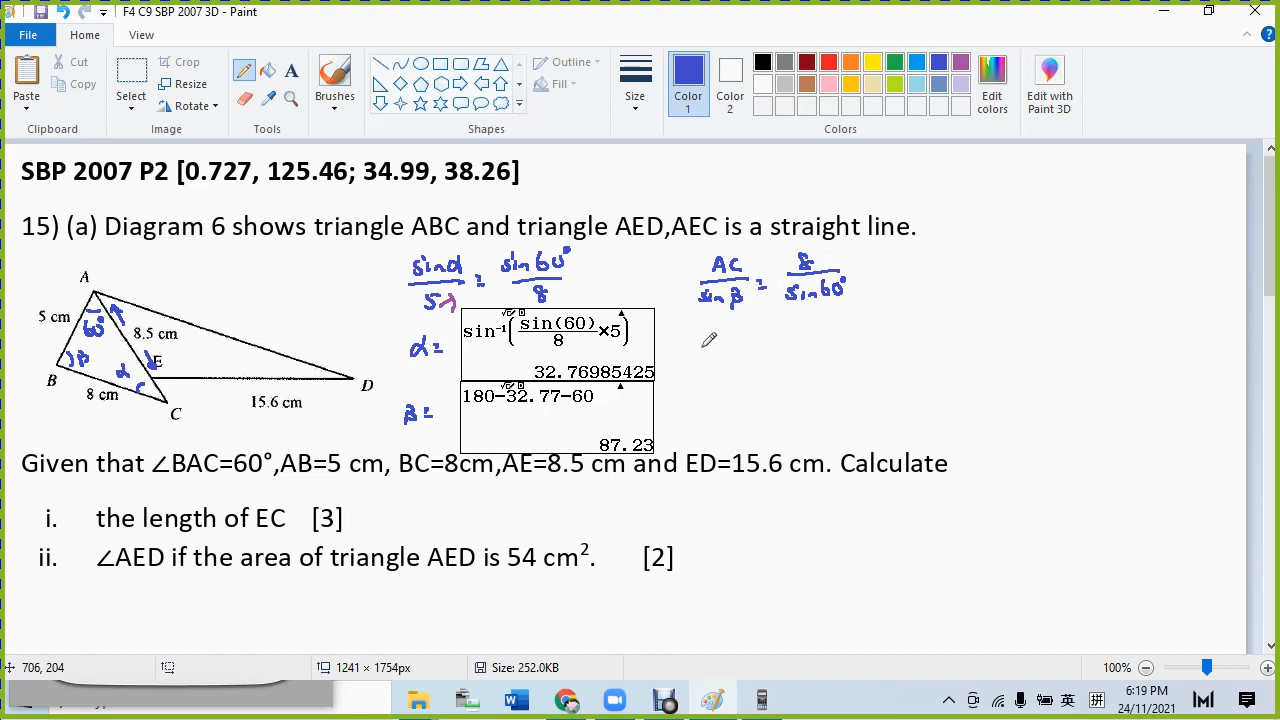 F4 C9 SBP 2007 3D - Paint
File Home View
Paste Cut Copy Clipboard
Select Crop Resize Rotate Image
Tools
Brushes
Outline Fill Shapes
Size
Color 1 Color 2 Edit colors Colors
Edit with Paint 3D
SBP 2007 P2 [0.727, 125.46; 34.99, 38.26]
15) (a) Diagram 6 shows triangle ABC and triangle AED,AEC is a straight line.
sin α / 5 = sin 60° / 8
AC / sin β = 8 / sin 60°
A
5 cm 60° 8.5 cm
β α E
B 8 cm C 15.6 cm D
α = sin⁻¹(sin(60)/8 ×5)
32.76985425
β = 180-32.77-60
87.23
Given that ∠BAC=60°,AB=5 cm, BC=8cm,AE=8.5 cm and ED=15.6 cm. Calculate
i. the length of EC [3]
ii. ∠AED if the area of triangle AED is 54 cm². [2]
706, 204 1241 × 1754px Size: 252.0KB 100%
英 拼 6:19 PM
24/11/2021